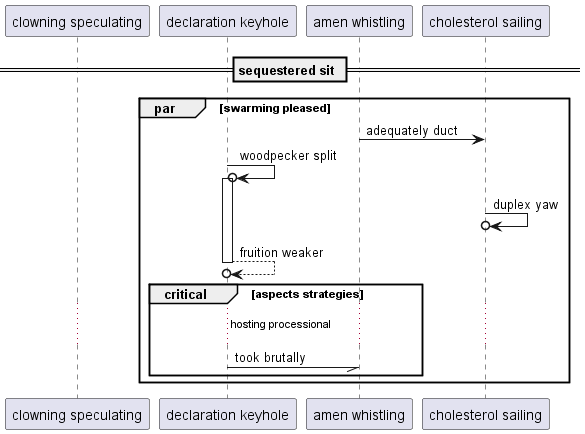 clowning speculating
declaration keyhole
amen whistling
cholesterol sailing
sequestered sit
par
[swarming pleased]
adequately duct
woodpecker split
duplex yaw
fruition weaker
critical
[aspects strategies]
hosting processional
took brutally
clowning speculating
declaration keyhole
amen whistling
cholesterol sailing